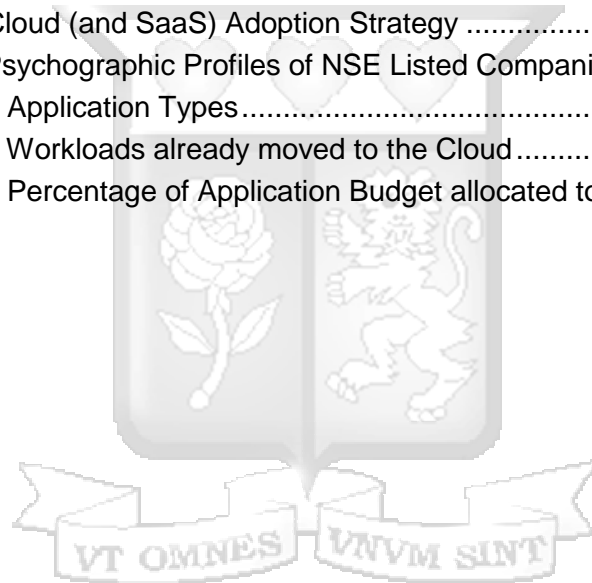 Cloud (and SaaS) Adoption Strategy ................
Psychographic Profiles of NSE Listed Compani
Application Types..........................................
Workloads already moved to the Cloud..........
Percentage of Application Budget allocated to
VT OMNES VNVM SINT